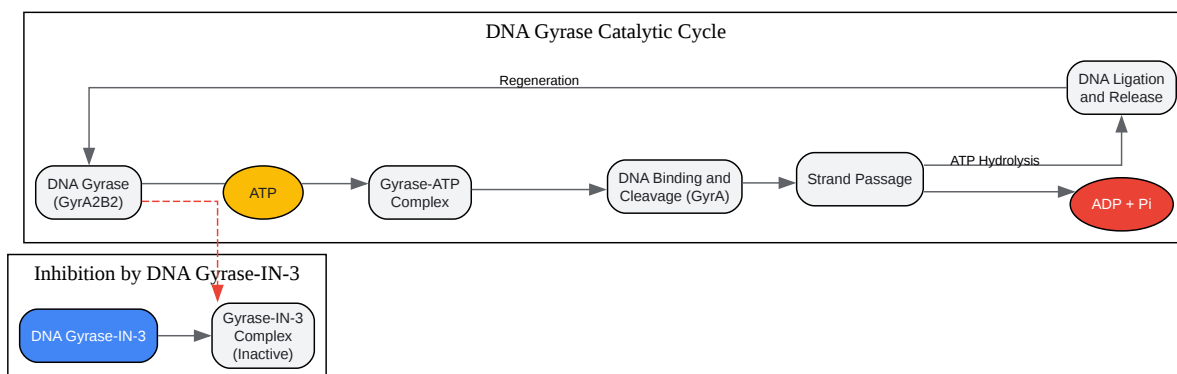 DNA Gyrase Catalytic Cycle
Regeneration
DNA Ligation
and Release
DNA Gyrase
(GyrA2B2)
ATP
Gyrase-ATP
Complex
DNA Binding and
Cleavage (GyrA)
Strand Passage
ATP Hydrolysis
ADP + Pi
Inhibition by DNA Gyrase-IN-3
DNA Gyrase-IN-3
Gyrase-IN-3
Complex
(Inactive)